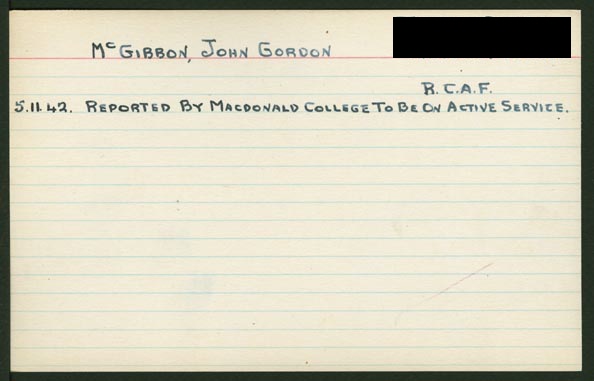 McGIBBON, JOHN GORDON
R.C.A.F.
5.11.42. REPORTED BY MACDONALD COLLEGE TO BE ON ACTIVE SERVICE.